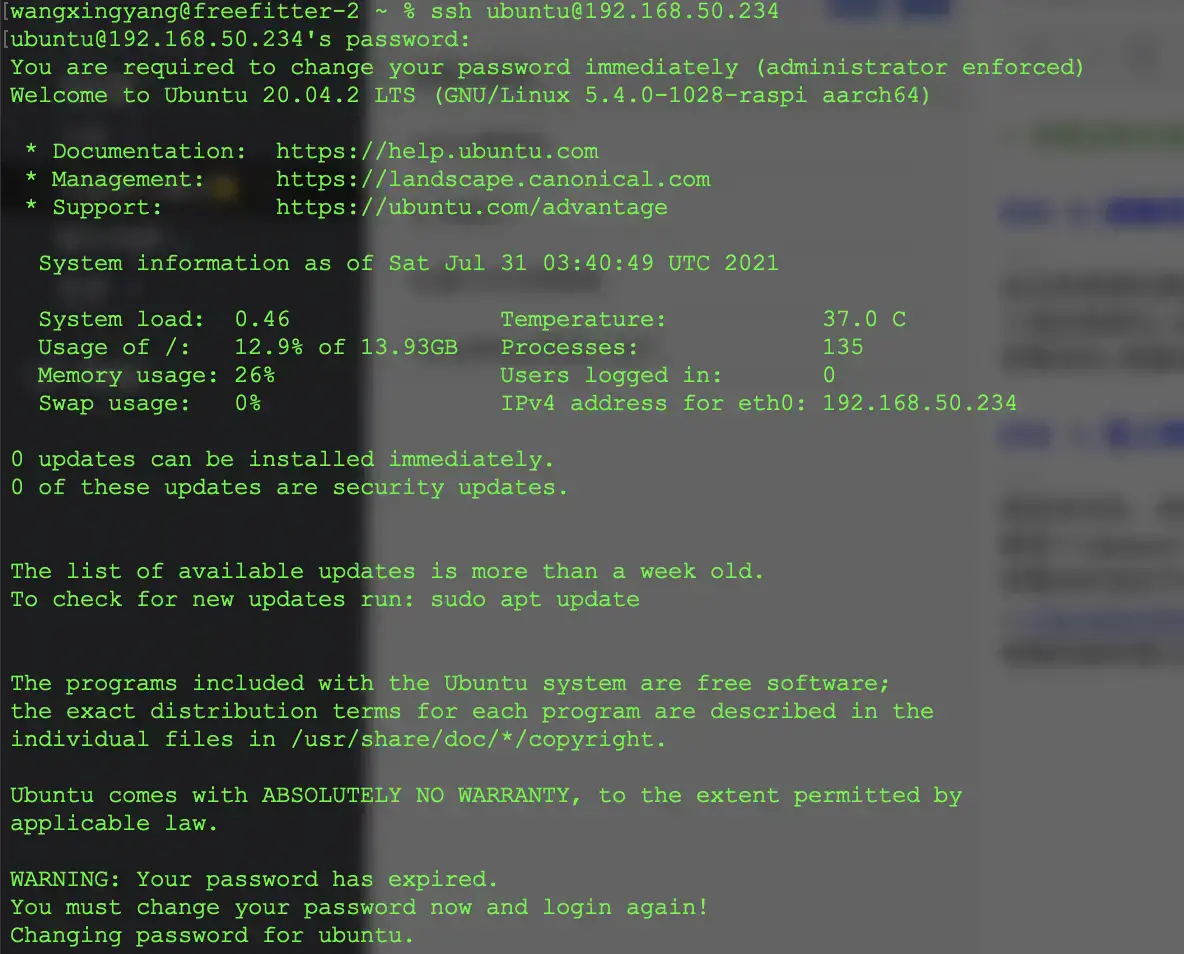 [wangxingyang@freefitter-2 ~ % ssh ubuntu@192.168.50.234
[ubuntu@192.168.50.234's password:
You are required to change your password immediately (administrator enforced)
Welcome to Ubuntu 20.04.2 LTS (GNU/Linux 5.4.0-1028-raspi aarch64)

 * Documentation:  https://help.ubuntu.com
 * Management:     https://landscape.canonical.com
 * Support:        https://ubuntu.com/advantage

  System information as of Sat Jul 31 03:40:49 UTC 2021

  System load:  0.46               Temperature:           37.0 C
  Usage of /:   12.9% of 13.93GB   Processes:             135
  Memory usage: 26%                Users logged in:       0
  Swap usage:   0%                 IPv4 address for eth0: 192.168.50.234

0 updates can be installed immediately.
0 of these updates are security updates.


The list of available updates is more than a week old.
To check for new updates run: sudo apt update


The programs included with the Ubuntu system are free software;
the exact distribution terms for each program are described in the
individual files in /usr/share/doc/*/copyright.

Ubuntu comes with ABSOLUTELY NO WARRANTY, to the extent permitted by
applicable law.

WARNING: Your password has expired.
You must change your password now and login again!
Changing password for ubuntu.